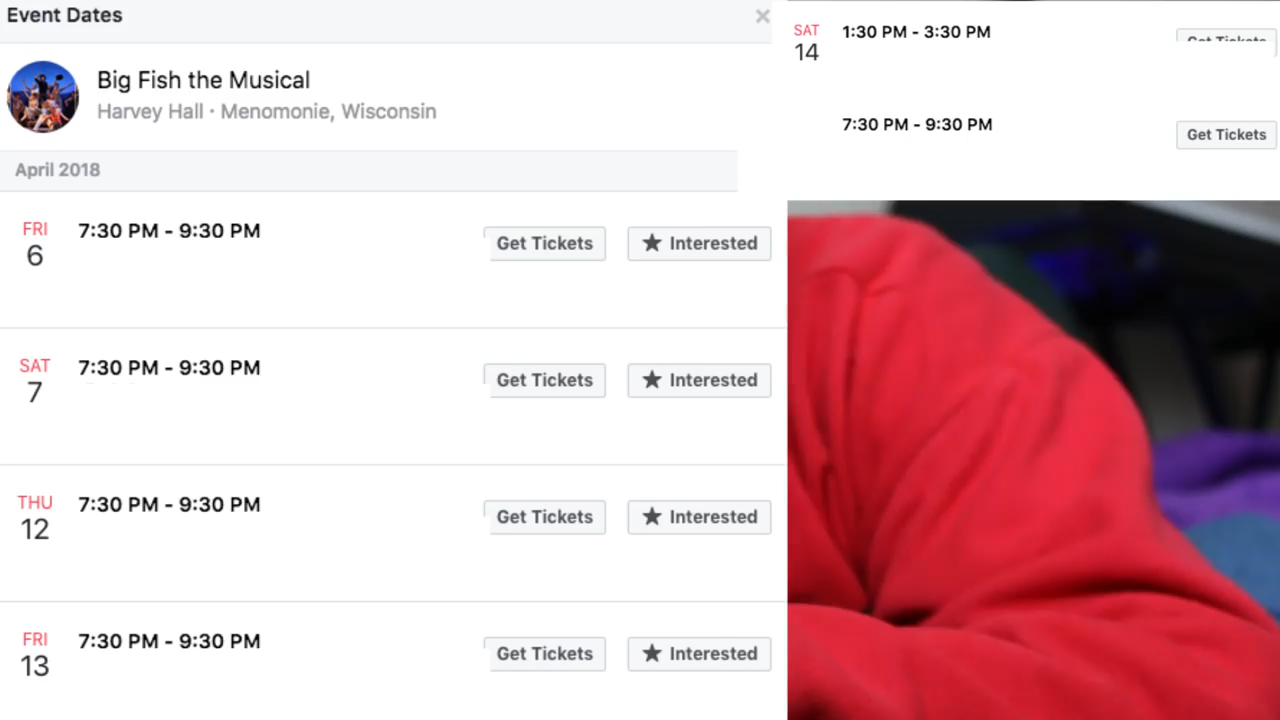 Event Dates
Big Fish the Musical
Harvey Hall · Menomonie, Wisconsin
April 2018
FRI 7:30 PM - 9:30 PM
6 Get Tickets ★ Interested
SAT 7:30 PM - 9:30 PM
7 Get Tickets ★ Interested
THU 7:30 PM - 9:30 PM
12 Get Tickets ★ Interested
FRI 7:30 PM - 9:30 PM
13 Get Tickets ★ Interested
SAT 1:30 PM - 3:30 PM
14 Get Tickets
7:30 PM - 9:30 PM
Get Tickets